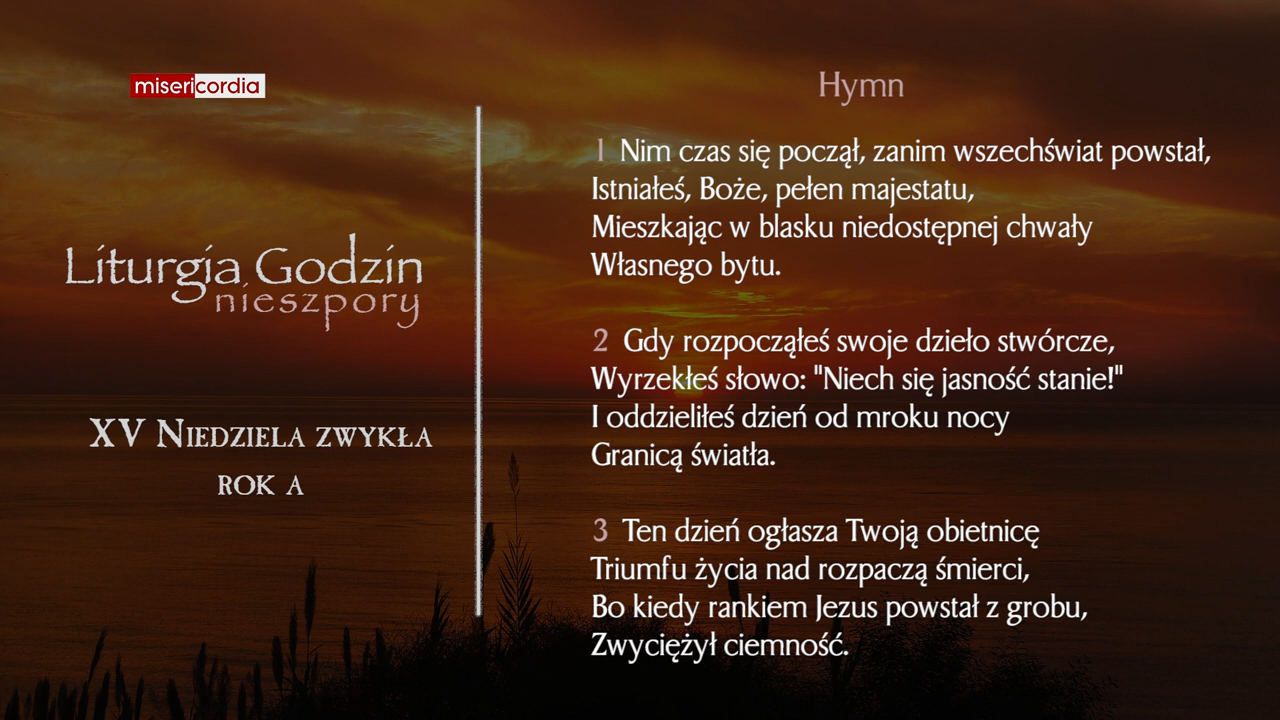 misericordia
Liturgia Godzin
nieszpory
XV Niedziela zwykła
rok a
Hymn
1 Nim czas się począł, zanim wszechświat powstał,
Istniałeś, Boże, pełen majestatu,
Mieszkając w blasku niedostępnej chwały
Własnego bytu.
2 Gdy rozpocząłeś swoje dzieło stwórcze,
Wyrzekłeś słowo: "Niech się jasność stanie!"
I oddzieliłeś dzień od mroku nocy
Granicą światła.
3 Ten dzień ogłasza Twoją obietnicę
Triumfu życia nad rozpaczą śmierci,
Bo kiedy rankiem Jezus powstał z grobu,
Zwyciężył ciemność.